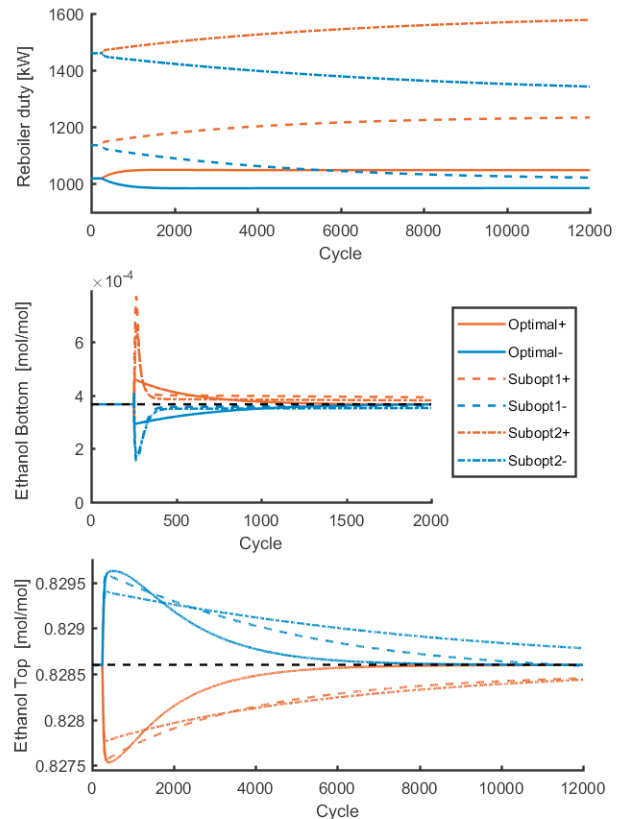 1600
1400
1200
1000
Reboiler duty [kW]
0 2000 4000 6000 8000 10000 12000
Cycle
×10⁻⁴
6
4
2
0
Ethanol Bottom [mol/mol]
0 500 1000 1500 2000
Cycle
Optimal+
Optimal-
Subopt1+
Subopt1-
Subopt2+
Subopt2-
0.8295
0.829
0.8285
0.828
0.8275
Ethanol Top [mol/mol]
0 2000 4000 6000 8000 10000 12000
Cycle